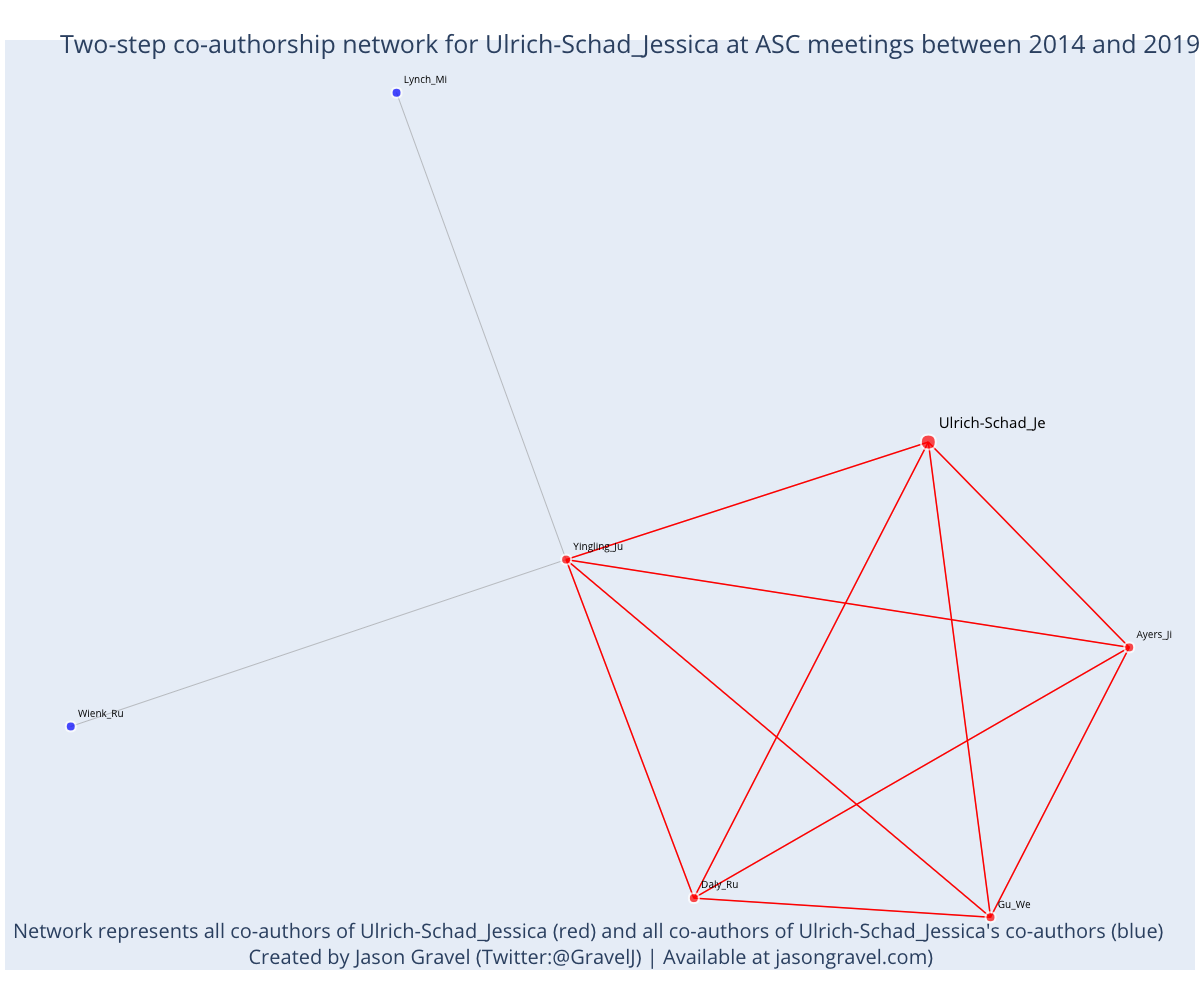 Two-step co-authorship network for Ulrich-Schad_Jessica at ASC meetings between 2014 and 2019
Lynch_Mi
Ulrich-Schad_Je
Yingling_Ju
Ayers_Ji
Wienk_Ru
Daly_Ru
Gu_We
Network represents all co-authors of Ulrich-Schad_Jessica (red) and all co-authors of Ulrich-Schad_Jessica's co-authors (blue)
Created by Jason Gravel (Twitter:@GravelJ) | Available at jasongravel.com)